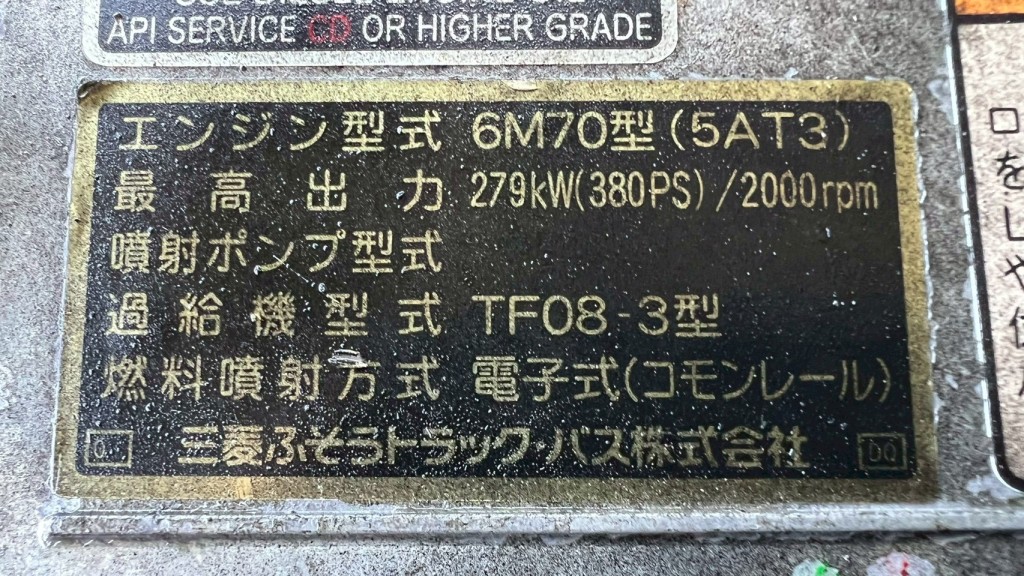 API SERVICE CD OR HIGHER GRADE
エンジン型式 6M70型(5AT3)
最高出力 279kW(380PS)/2000rpm
噴射ポンプ型式
過給機型式 TF08-3型
燃料噴射方式 電子式(コモンレール)
三菱ふそうトラック・バス株式会社
DQ